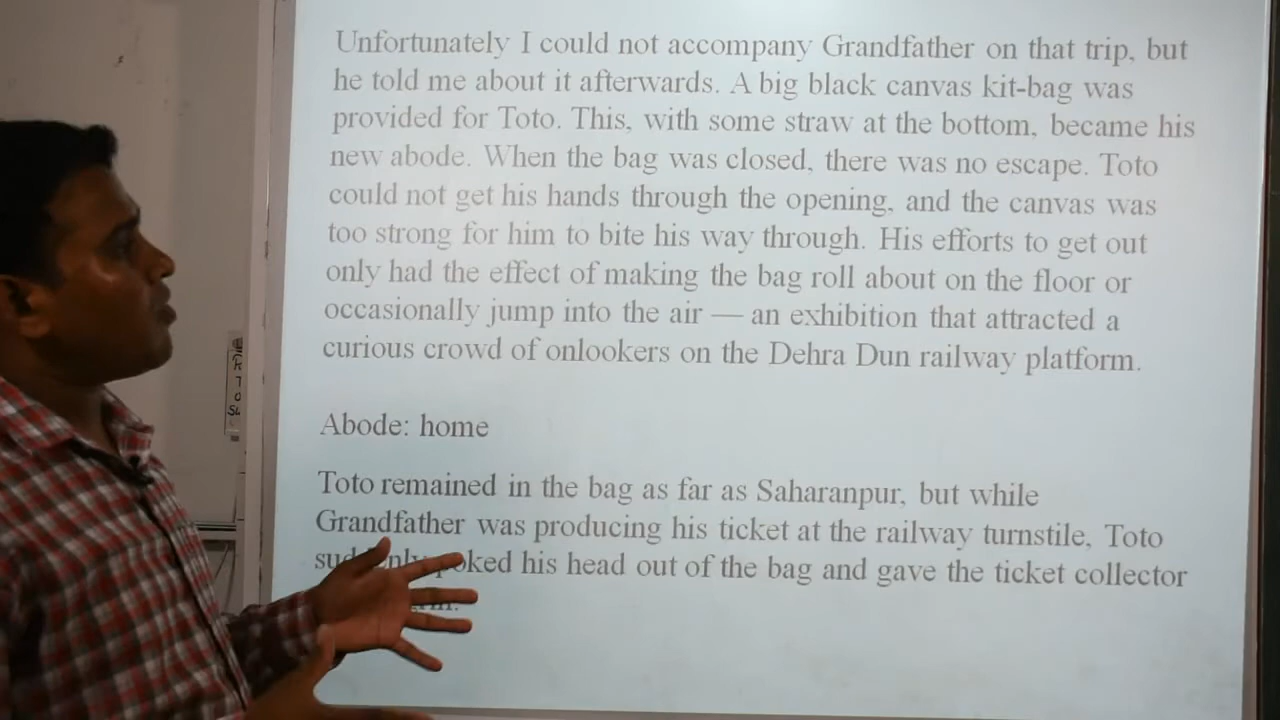 Unfortunately I could not accompany Grandfather on that trip, but
he told me about it afterwards. A big black canvas kit-bag was
provided for Toto. This, with some straw at the bottom, became his
new abode. When the bag was closed, there was no escape. Toto
could not get his hands through the opening, and the canvas was
too strong for him to bite his way through. His efforts to get out
only had the effect of making the bag roll about on the floor or
occasionally jump into the air — an exhibition that attracted a
curious crowd of onlookers on the Dehra Dun railway platform.
Abode: home
Toto remained in the bag as far as Saharanpur, but while
Grandfather was producing his ticket at the railway turnstile, Toto
his head out of the bag and gave the ticket collector